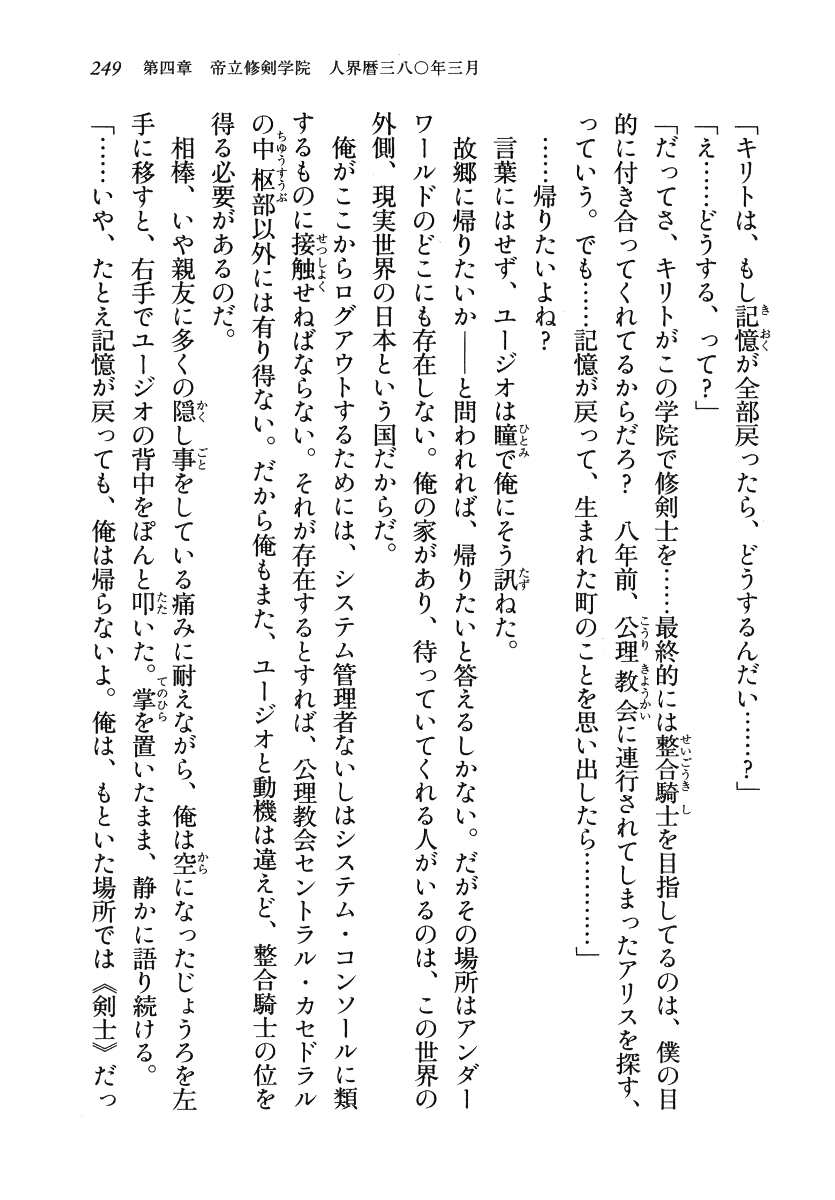 249　第四章　帝立修剣学院　人界暦三八〇年三月
「キリトは、もし記憶が全部戻ったら、どうするんだい……？」
「え……どうする、って？」
「だってさ、キリトがこの学院で修剣士を……最終的には整合騎士を目指してるのは、僕の目
的に付き合ってくれてるからだろ？　八年前、公理教会に連行されてしまったアリスを探す、
っていう。でも……記憶が戻って、生まれた町のことを思い出したら…………」
……帰りたいよね？
言葉にはせず、ユージオは瞳で俺にそう訊ねた。
故郷に帰りたいか――と問われれば、帰りたいと答えるしかない。だがその場所はアンダー
ワールドのどこにも存在しない。俺の家があり、待っていてくれる人がいるのは、この世界の
外側、現実世界の日本という国だからだ。
俺がここからログアウトするためには、システム管理者ないしはシステム・コンソールに類
するものに接触せねばならない。それが存在するとすれば、公理教会セントラル・カセドラル
の中枢部以外には有り得ない。だから俺もまた、ユージオと動機は違えど、整合騎士の位を
得る必要があるのだ。
相棒、いや親友に多くの隠し事をしている痛みに耐えながら、俺は空になったじょうろを左
手に移すと、右手でユージオの背中をぽんと叩いた。掌を置いたまま、静かに語り続ける。
「……いや、たとえ記憶が戻っても、俺は帰らないよ。俺は、もといた場所では《剣士》だっ